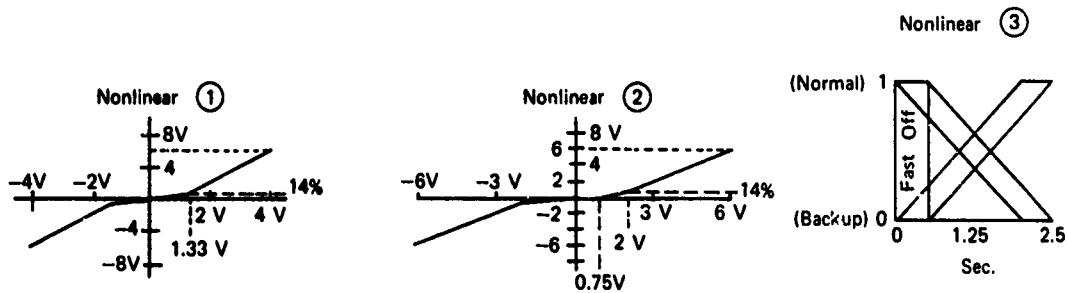 Nonlinear ①
8V
4
−4V −2V
14%
2 V 4 V
−4
1.33 V
−8V
Nonlinear ②
8 V
6
4
2
−6V −3 V
14%
−2
3 V 6 V
−6
2 V
0.75V
Nonlinear ③
(Normal) 1
Fast Off
(Backup) 0
0 1.25 2.5
Sec.